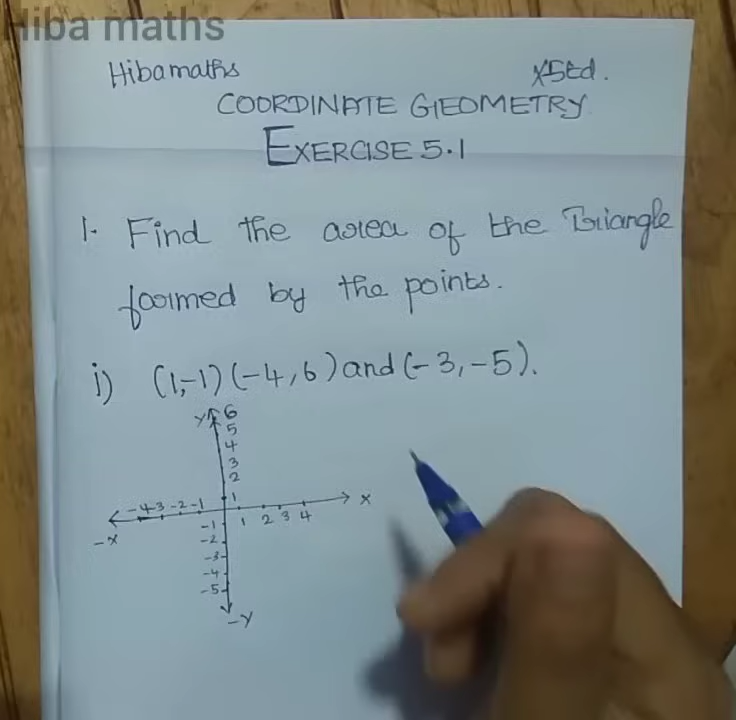 Hiba maths
Hibamaths XStd.
COORDINATE GEOMETRY
EXERCISE 5.1
1. Find the area of the Triangle
formed by the points.
i) (1,-1) (-4,6) and (-3,-5).
Y 6
5
4
3
2
1
-4 -3 -2 -1
1 2 3 4 X
-X
-1
-2
-3
-4
-5
-Y